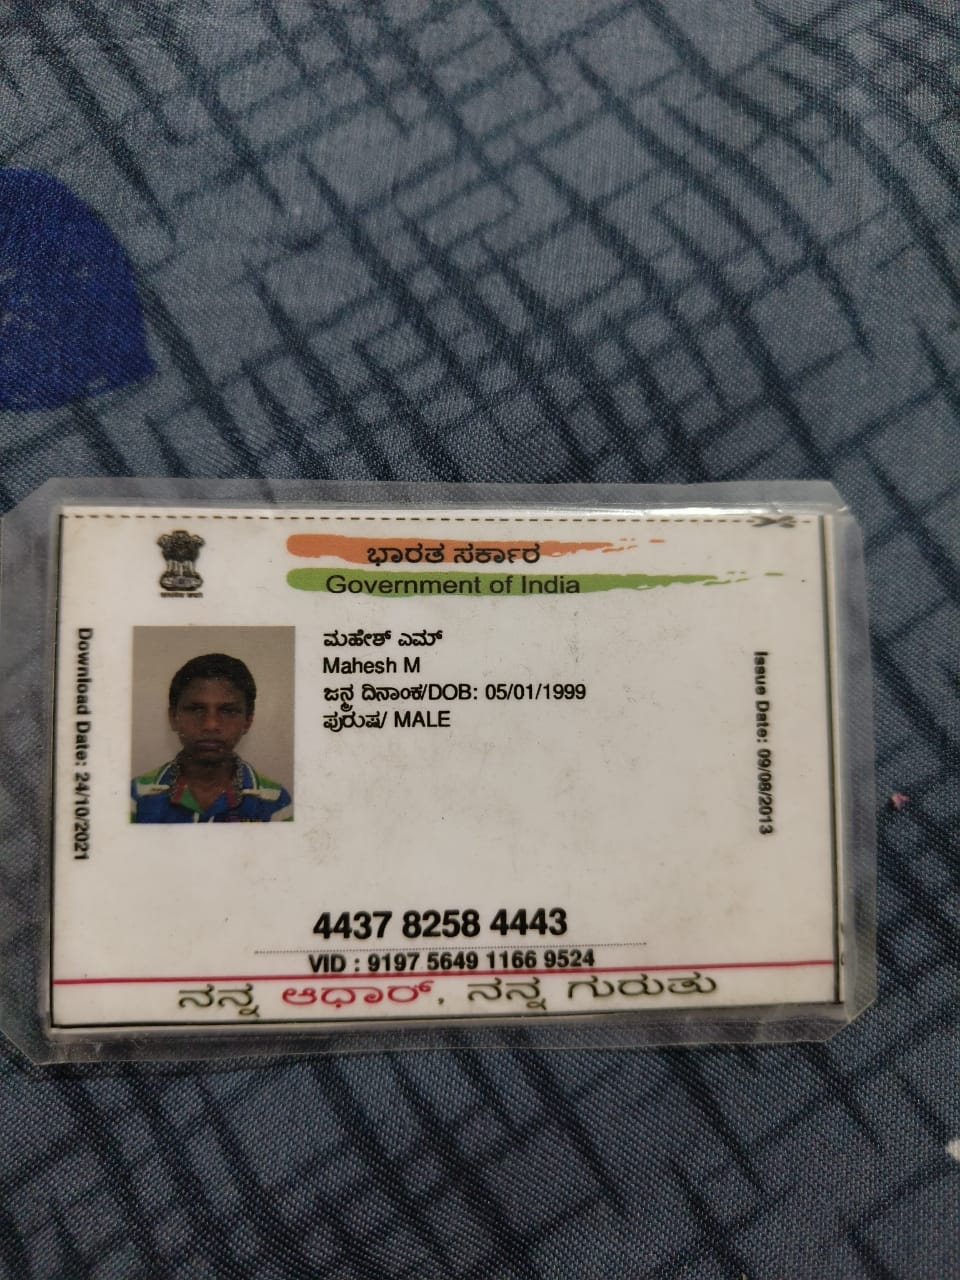 ಭಾರತ ಸರ್ಕಾರ
Government of India
ಮಹೇಶ್ ಎಮ್
Mahesh M
ಜನ್ಮ ದಿನಾಂಕ/DOB: 05/01/1999
ಪುರುಷ/ MALE
Download Date: 24/10/2021
Issue Date: 09/08/2013
4437 8258 4443
VID : 9197 5649 1166 9524
ನನ್ನ ಆಧಾರ್, ನನ್ನ ಗುರುತು